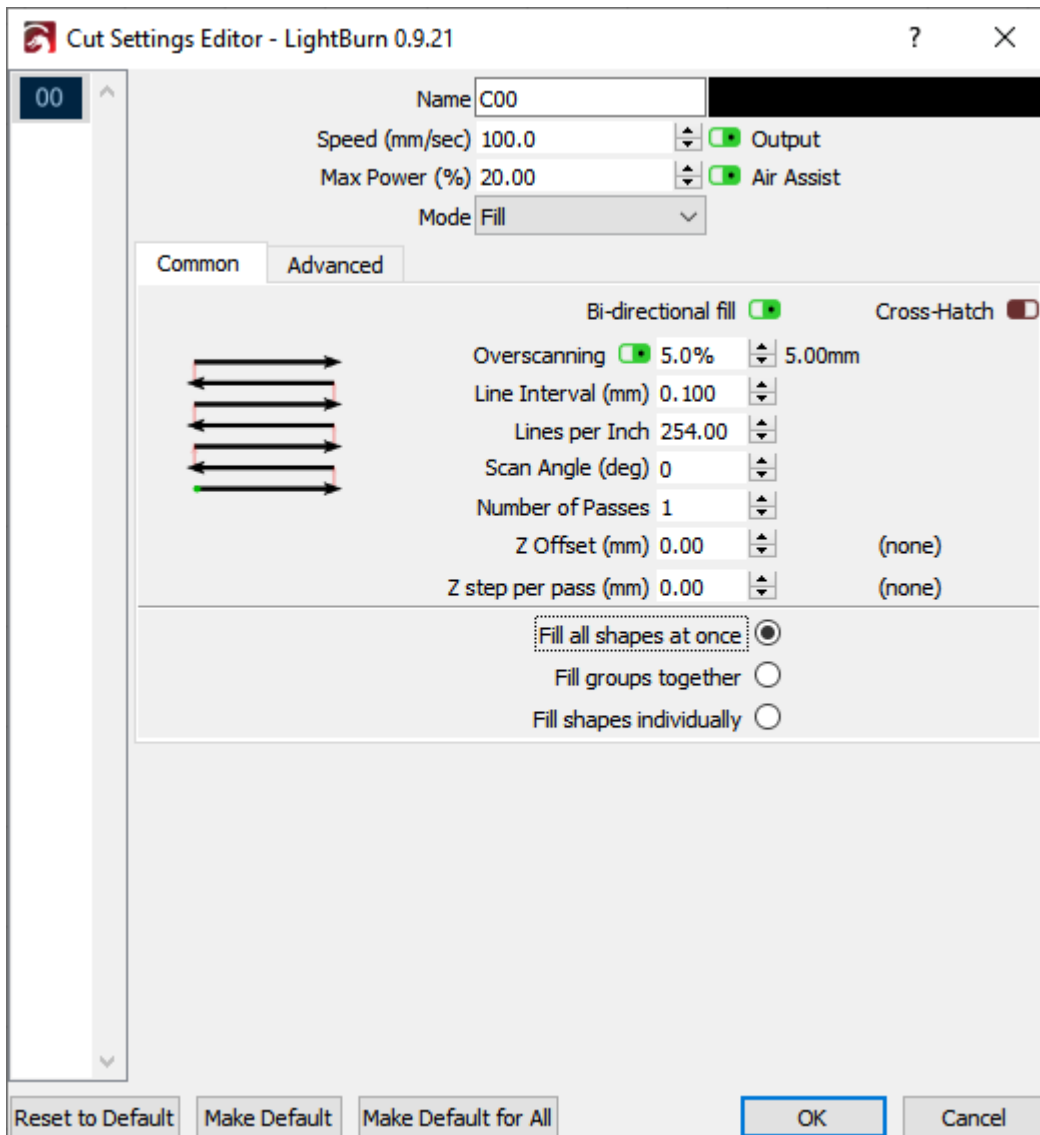 Cut Settings Editor - LightBurn 0.9.21 ?
00
Name C00
Speed (mm/sec) 100.0 Output
Max Power (%) 20.00 Air Assist
Mode Fill
Common Advanced
Bi-directional fill Cross-Hatch
Overscanning 5.0% 5.00mm
Line Interval (mm) 0.100
Lines per Inch 254.00
Scan Angle (deg) 0
Number of Passes 1
Z Offset (mm) 0.00 (none)
Z step per pass (mm) 0.00 (none)
Fill all shapes at once
Fill groups together
Fill shapes individually
Reset to Default Make Default Make Default for All OK Cancel